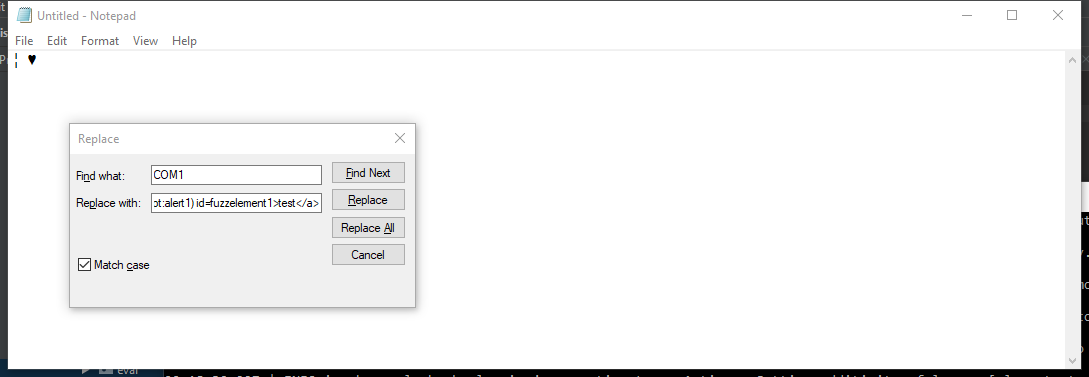 Untitled - Notepad
File Edit Format View Help
¦ ♥
Replace
Find what: COM1 Find Next
Replace with: pt:alert1) id=fuzzelement1>test</a> Replace
Replace All
Cancel
Match case
eval